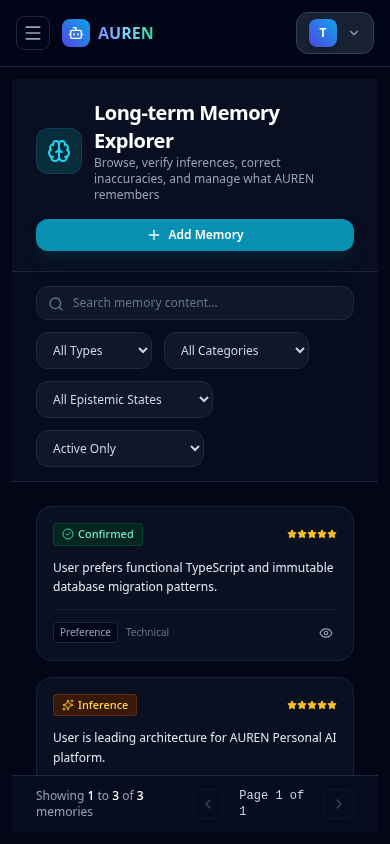 AUREN
T
Long-term Memory
Explorer
Browse, verify inferences, correct
inaccuracies, and manage what AUREN
remembers
Add Memory
Search memory content...
All Types
All Categories
All Epistemic States
Active Only
Confirmed
User prefers functional TypeScript and immutable
database migration patterns.
Preference
Technical
Inference
User is leading architecture for AUREN Personal AI
platform.
Showing 1 to 3 of 3
memories
Page 1 of
1